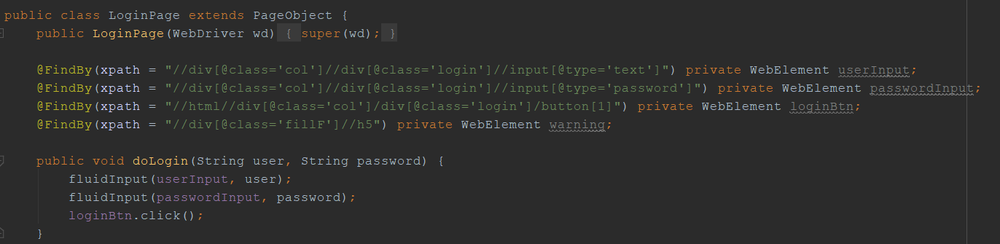 public class LoginPage extends PageObject {
public LoginPage(WebDriver wd) { super(wd); }
@FindBy(xpath = "//div[@class='col']//div[@class='login']//input[@type='text']") private WebElement userInput;
@FindBy(xpath = "//div[@class='col']//div[@class='login']//input[@type='password']") private WebElement passwordInput;
@FindBy(xpath = "//html//div[@class='col']/div[@class='login']/button[1]") private WebElement loginBtn;
@FindBy(xpath = "//div[@class='fillF']//h5") private WebElement warning;
public void doLogin(String user, String password) {
fluidInput(userInput, user);
fluidInput(passwordInput, password);
loginBtn.click();
}